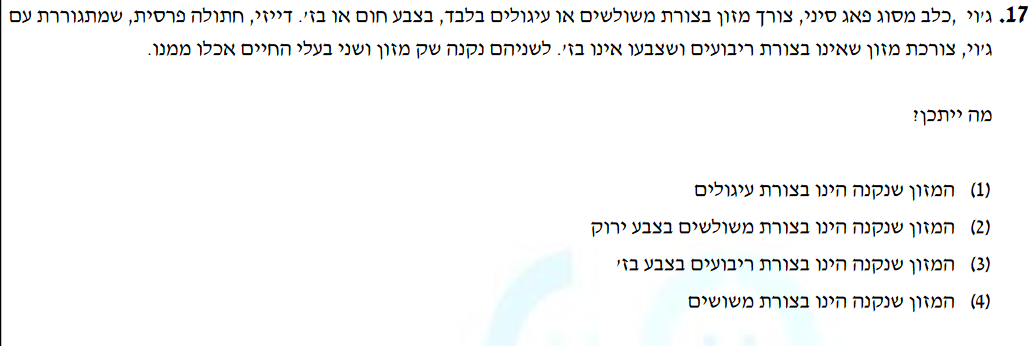 17. ג'וי ,כלב מסוג פאג סיני, צורך מזון בצורת משולשים או עיגולים בלבד, בצבע חום או בז'. דייזי, חתולה פרסית, שמתגוררת עם
ג'וי, צורכת מזון שאינו בצורת ריבועים ושצבעו אינו בז'. לשניהם נקנה שק מזון ושני בעלי החיים אכלו ממנו.
מה ייתכן?
(1) המזון שנקנה הינו בצורת עיגולים
(2) המזון שנקנה הינו בצורת משולשים בצבע ירוק
(3) המזון שנקנה הינו בצורת ריבועים בצבע בז'
(4) המזון שנקנה הינו בצורת משושים